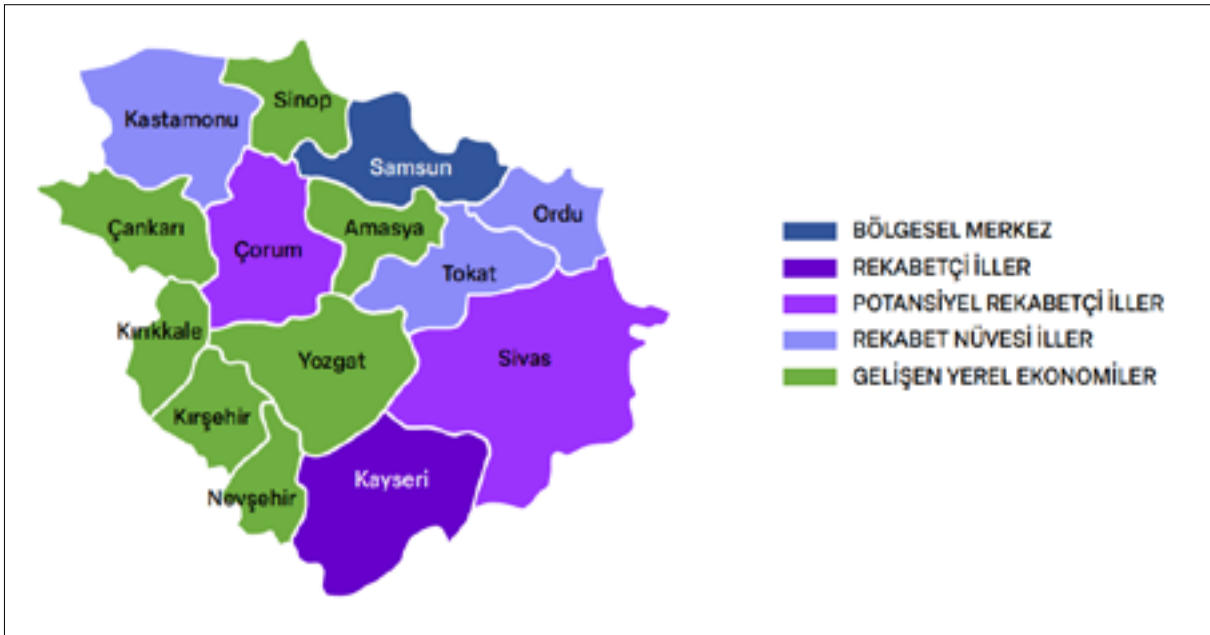 Sinop
Kastamonu
Samsun
Ordu
Çankarı
Amasya
Çorum
Tokat
Kırıkkale
Yozgat
Sivas
Kırşehir
Kayseri
Nevşehir
BÖLGESEL MERKEZ
REKABETÇİ İLLER
POTANSİYEL REKABETÇİ İLLER
REKABET NÜVESİ İLLER
GELİŞEN YEREL EKONOMİLER